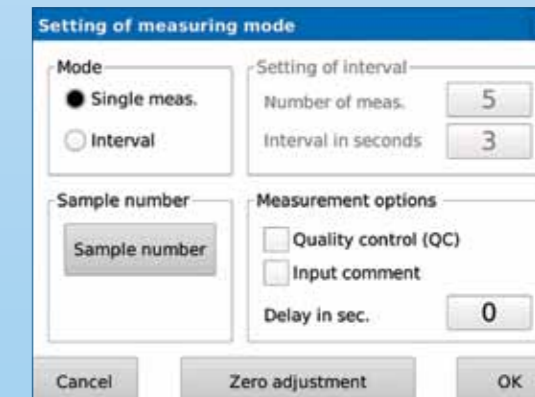 Setting of measuring mode
Mode
Single meas.
Interval
Setting of interval
Number of meas. 5
Interval in seconds 3
Sample number
Sample number
Measurement options
Quality control (QC)
Input comment
Delay in sec. 0
Cancel Zero adjustment OK